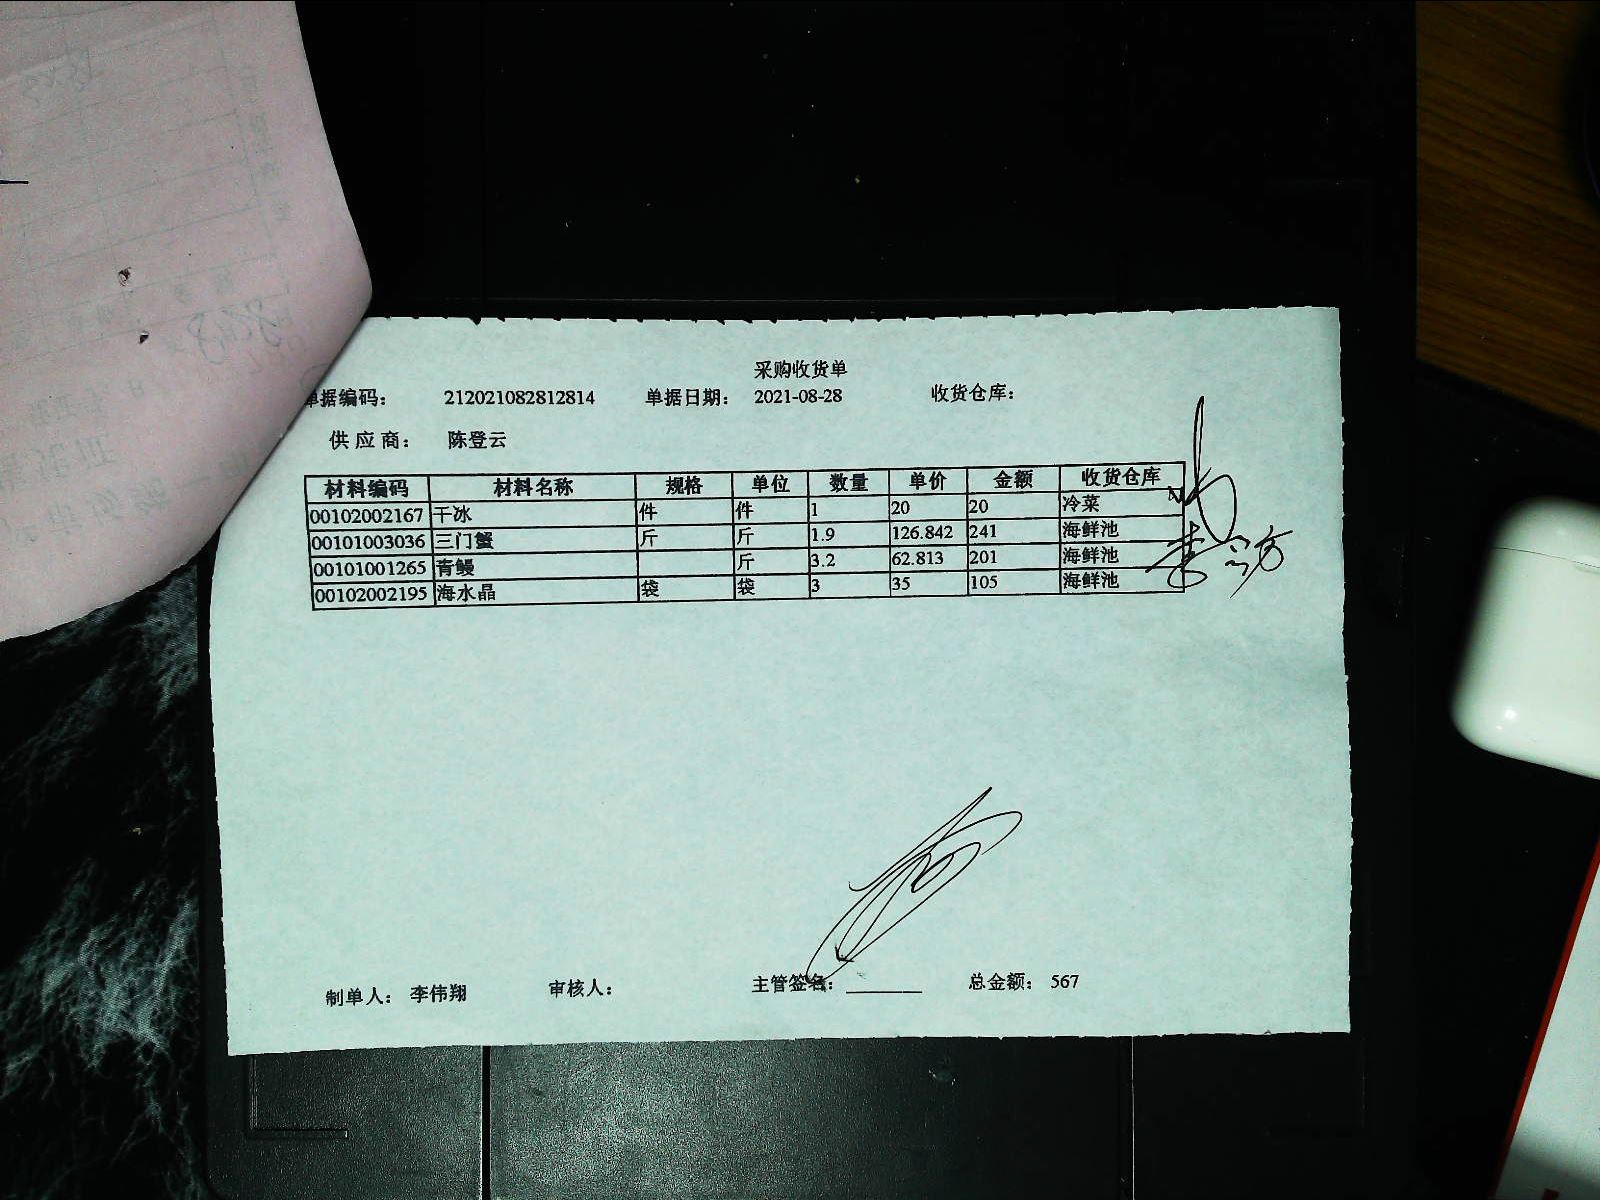 采购收货单
单据编码： 212021082812814 单据日期： 2021-08-28 收货仓库：
供应商： 陈登云
材料编码 材料名称 规格 单位 数量 单价 金额 收货仓库
00102002167 干冰 件 件 1 20 20 冷菜
00101003036 三门蟹 斤 斤 1.9 126.842 241 海鲜池
00101001265 青鳗 斤 3.2 62.813 201 海鲜池
00102002195 海水晶 袋 袋 3 35 105 海鲜池
制单人： 李伟翔 审核人： 主管签名： 总金额： 567